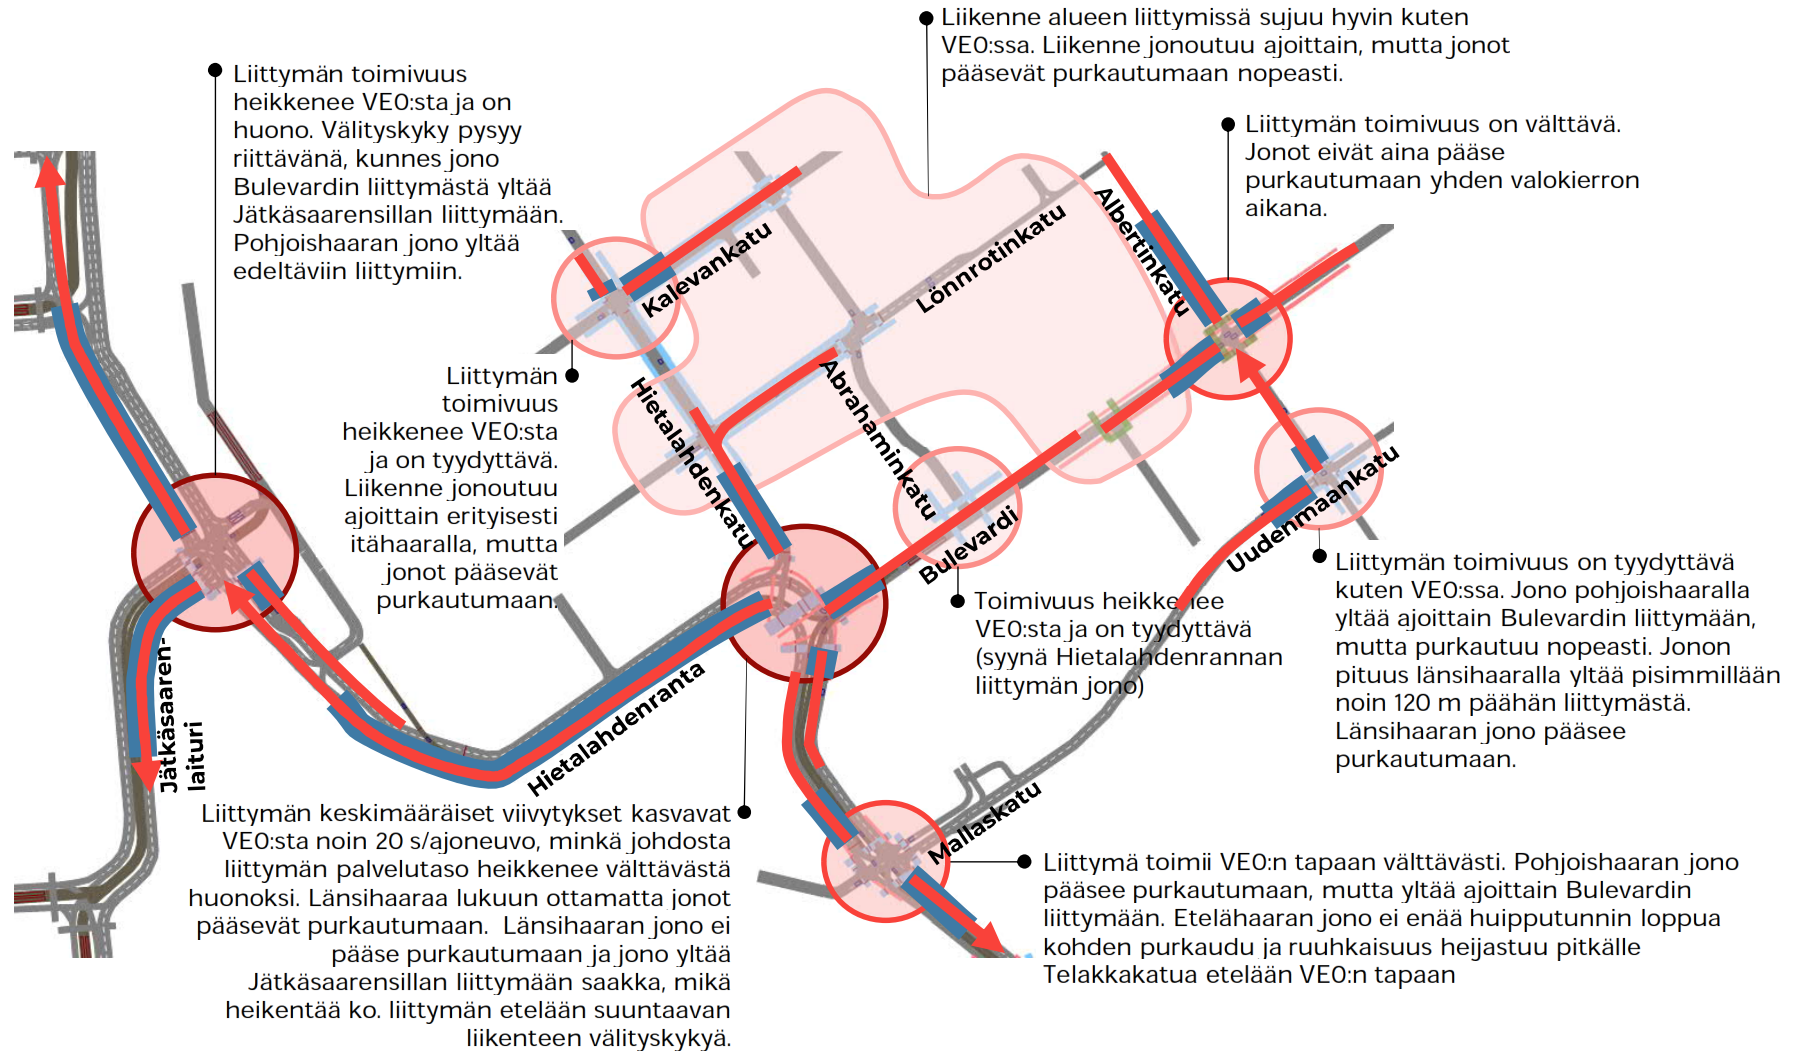 Liikenne alueen liittymissä sujuu hyvin kuten
VE0:ssa. Liikenne jonoutuu ajoittain, mutta jonot
pääsevät purkautumaan nopeasti.
Liittymän toimivuus
heikkenee VE0:sta ja on
huono. Välityskyky pysyy
riittävänä, kunnes jono
Bulevardin liittymästä yltää
Jätkäsaarensillan liittymään.
Pohjoishaaran jono yltää
edeltäviin liittymiin.
Liittymän toimivuus on välttävä.
Jonot eivät aina pääse
purkautumaan yhden valokierron
aikana.
Kalevankatu
Lönnrotinkatu
Albertinkatu
Hietalahdenkatu
Abrahaminkatu
Bulevardi
Uudenmaankatu
Liittymän
toimivuus
heikkenee VE0:sta
ja on tyydyttävä.
Liikenne jonoutuu
ajoittain erityisesti
itähaaralla, mutta
jonot pääsevät
purkautumaan.
Toimivuus heikkenee
VE0:sta ja on tyydyttävä
(syynä Hietalahdenrannan
liittymän jono)
Liittymän toimivuus on tyydyttävä
kuten VE0:ssa. Jono pohjoishaaralla
yltää ajoittain Bulevardin liittymään,
mutta purkautuu nopeasti. Jonon
pituus länsihaaralla yltää pisimmillään
noin 120 m päähän liittymästä.
Länsihaaran jono pääsee
purkautumaan.
Jätkäsaaren-
laituri
Hietalahdenranta
Mallaskatu
Liittymän keskimääräiset viivytykset kasvavat
VE0:sta noin 20 s/ajoneuvo, minkä johdosta
liittymän palvelutaso heikkenee välttävästä
huonoksi. Länsihaaraa lukuun ottamatta jonot
pääsevät purkautumaan. Länsihaaran jono ei
pääse purkautumaan ja jono yltää
Jätkäsaarensillan liittymään saakka, mikä
heikentää ko. liittymän etelään suuntaavan
liikenteen välityskykyä.
Liittymä toimii VE0:n tapaan välttävästi. Pohjoishaaran jono
pääsee purkautumaan, mutta yltää ajoittain Bulevardin
liittymään. Etelähaaran jono ei enää huipputunnin loppua
kohden purkaudu ja ruuhkaisuus heijastuu pitkälle
Telakkakatua etelään VE0:n tapaan